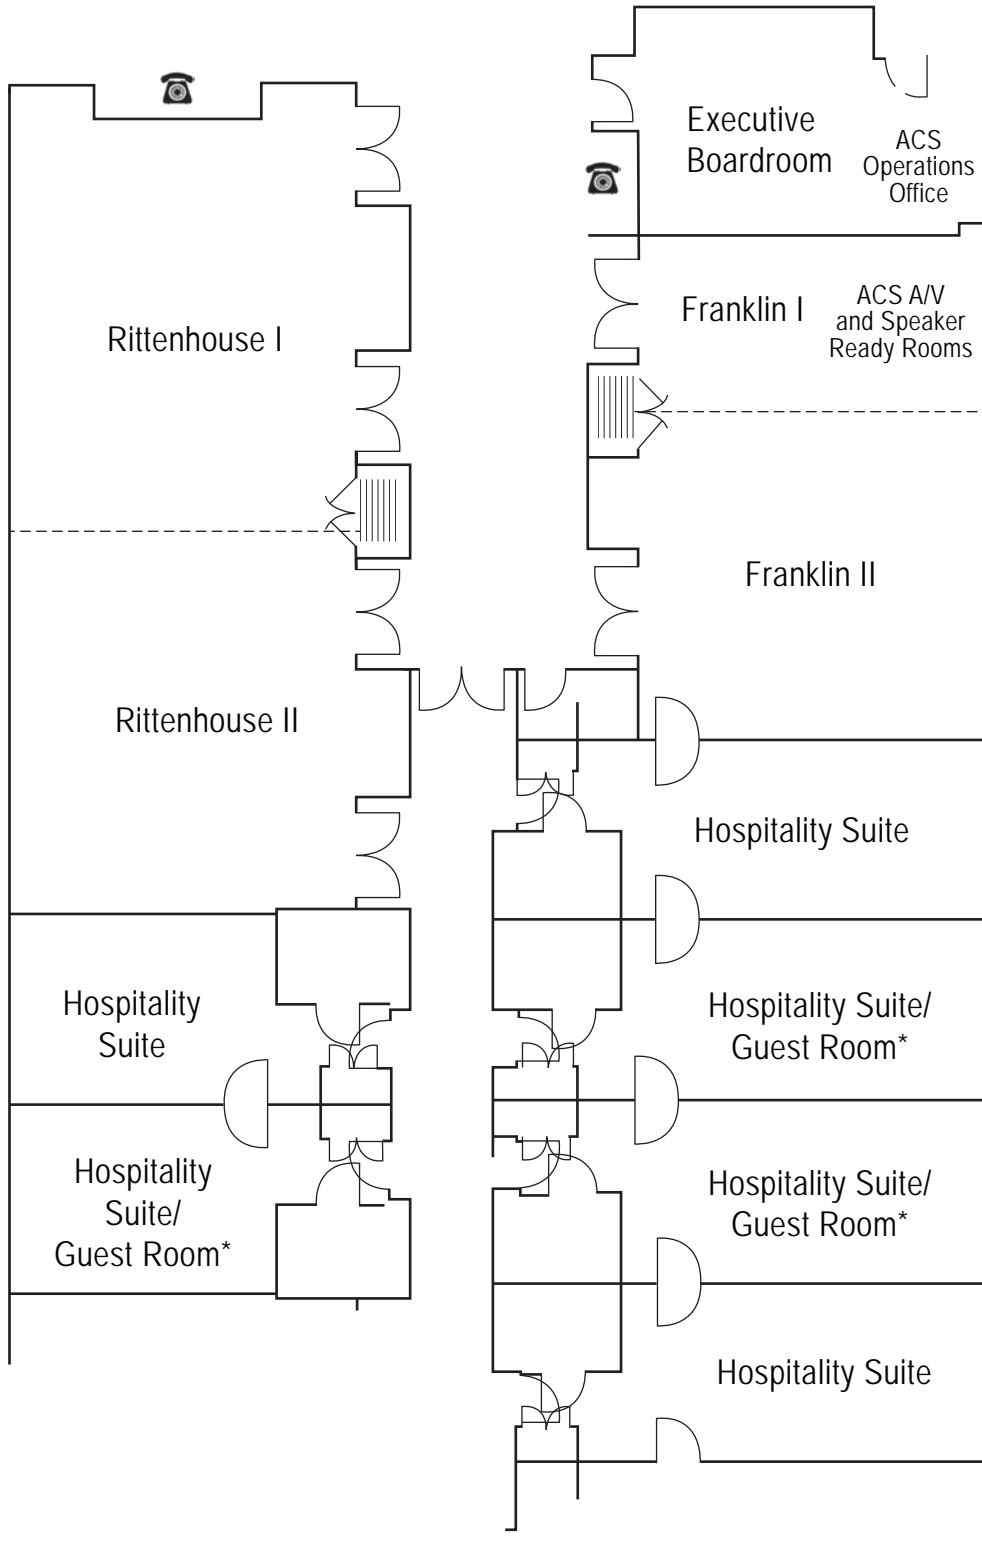 Executive
Boardroom
ACS
Operations
Office
Rittenhouse I
Franklin I
ACS A/V
and Speaker
Ready Rooms
Franklin II
Rittenhouse II
Hospitality Suite
Hospitality
Suite
Hospitality Suite/
Guest Room*
Hospitality
Suite/
Guest Room*
Hospitality Suite/
Guest Room*
Hospitality Suite